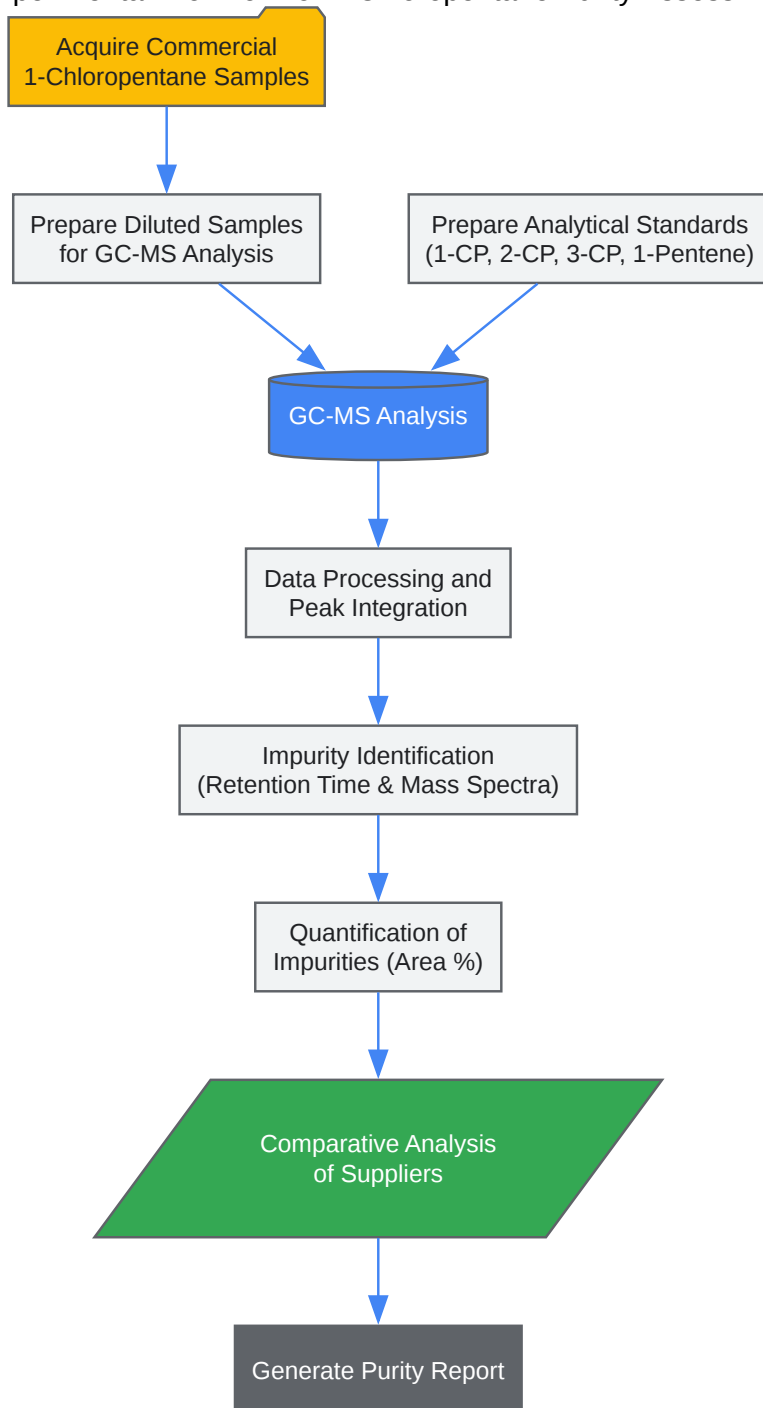 Acquire Commercial
1-Chloropentane Samples
Prepare Diluted Samples
for GC-MS Analysis
Prepare Analytical Standards
(1-CP, 2-CP, 3-CP, 1-Pentene)
GC-MS Analysis
Data Processing and
Peak Integration
Impurity Identification
(Retention Time & Mass Spectra)
Quantification of
Impurities (Area %)
Comparative Analysis
of Suppliers
Generate Purity Report